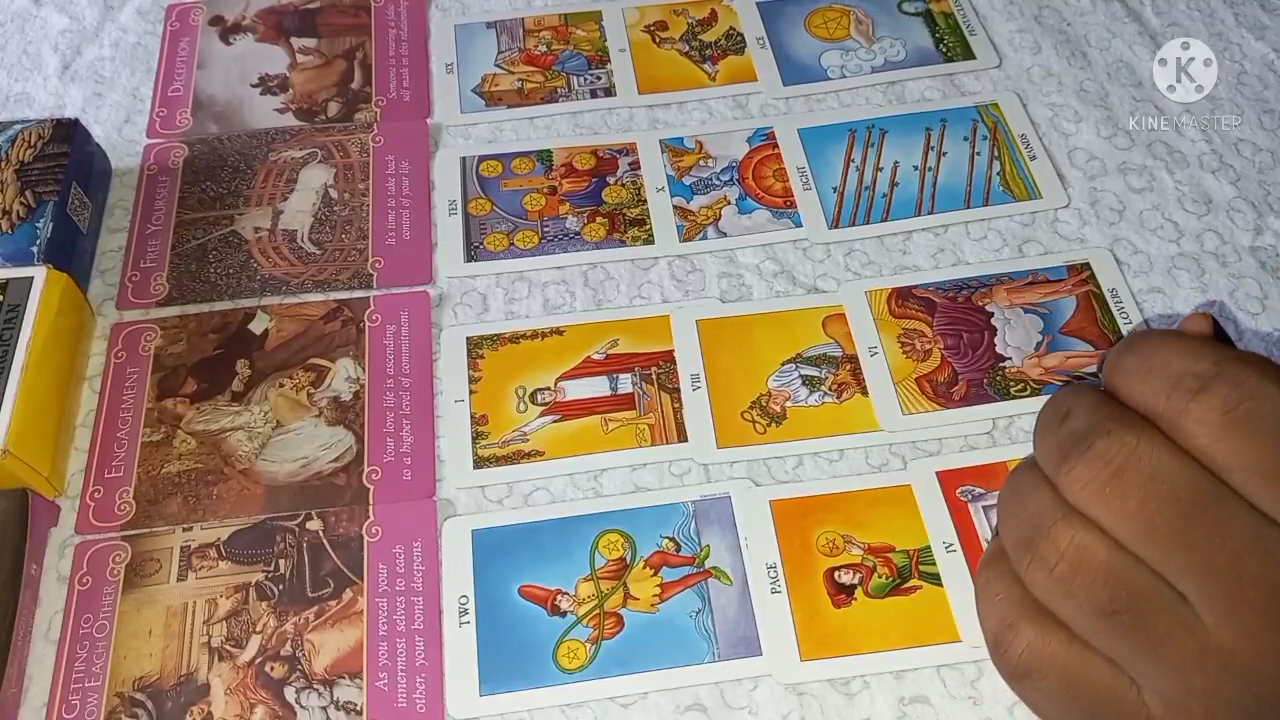 DECEPTION
Someone is wearing a false
self mask in this relationship
SIX
0
ACE
PENTACLES
KINEMASTER
FREE YOURSELF
It's time to take back
control of your life.
TEN
X
EIGHT
WANDS
ENGAGEMENT
Your love life is ascending
to a higher level of commitment.
I
VIII
VI
LOVERS
GETTING TO
OW EACH OTHER
As you reveal your
innermost selves to each
other, your bond deepens.
TWO
PAGE
IV
AGICIAN